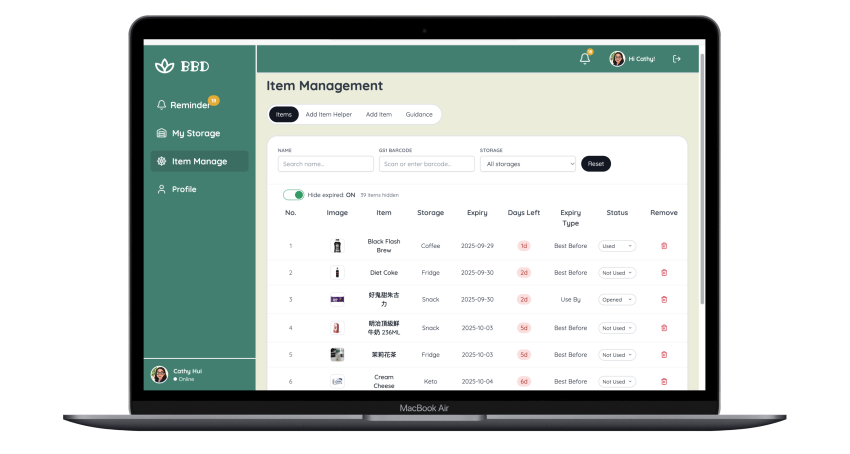 BBD
18
Hi Cathy!
Reminder
18
My Storage
Item Manage
Profile
Cathy Hui
Online
Item Management
Items Add Item Helper Add Item Guidance
NAME GS1 BARCODE STORAGE
Search name... Scan or enter barcode... All storages Reset
Hide expired: ON 39 items hidden
No. Image Item Storage Expiry Days Left Expiry Type Status Remove
1 Black Flash Brew Coffee 2025-09-29 1d Best Before Used
2 Diet Coke Fridge 2025-09-30 2d Best Before Not Used
3 好鬼甜朱古力 Snack 2025-09-30 2d Use By Opened
4 明治頂級鮮牛奶 236ML Snack 2025-10-03 5d Best Before Not Used
5 茉莉花茶 Fridge 2025-10-03 5d Best Before Not Used
6 Cream Cheese Keto 2025-10-04 6d Best Before Not Used
MacBook Air